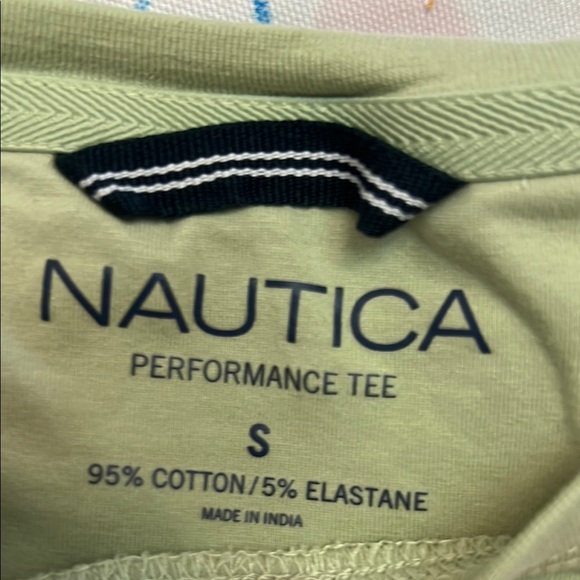 NAUTICA
PERFORMANCE TEE
S
95% COTTON/5% ELASTANE
MADE IN INDIA